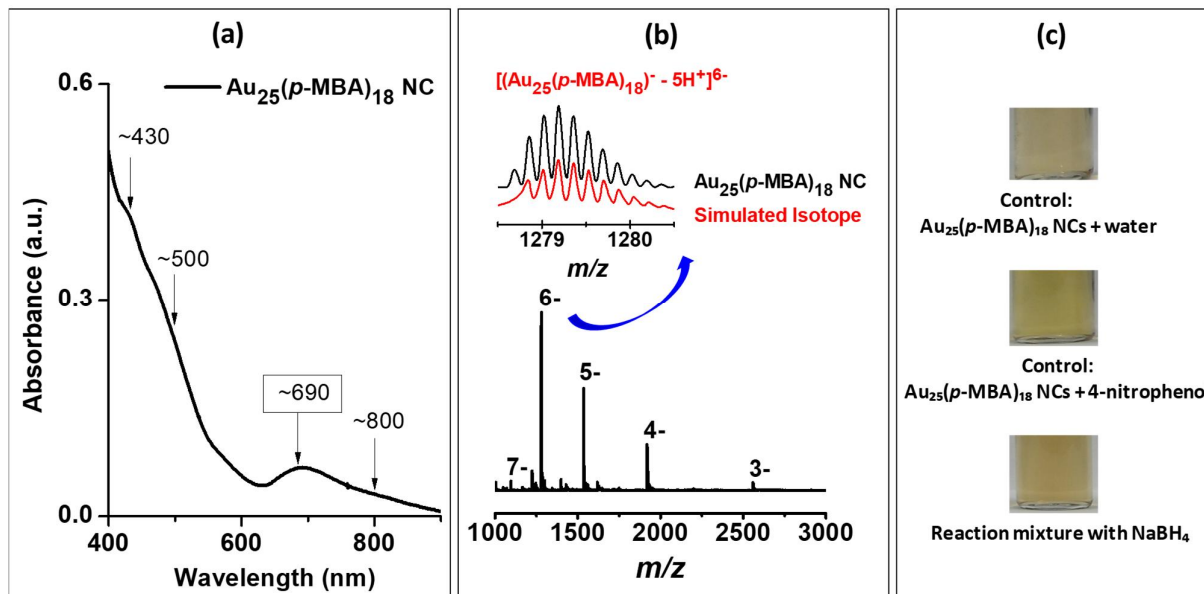 (a)
0.6
0.3
0.0
Absorbance (a.u.)
Au25(p-MBA)18 NC
~430
~500
~690
~800
400
600
800
Wavelength (nm)
(b)
[(Au25(p-MBA)18)- - 5H+]6-
Au25(p-MBA)18 NC
Simulated Isotope
1279
1280
m/z
7-
6-
5-
4-
3-
1000
1500
2000
2500
3000
m/z
(c)
Control:
Au25(p-MBA)18 NCs + water
Control:
Au25(p-MBA)18 NCs + 4-nitropheno
Reaction mixture with NaBH4